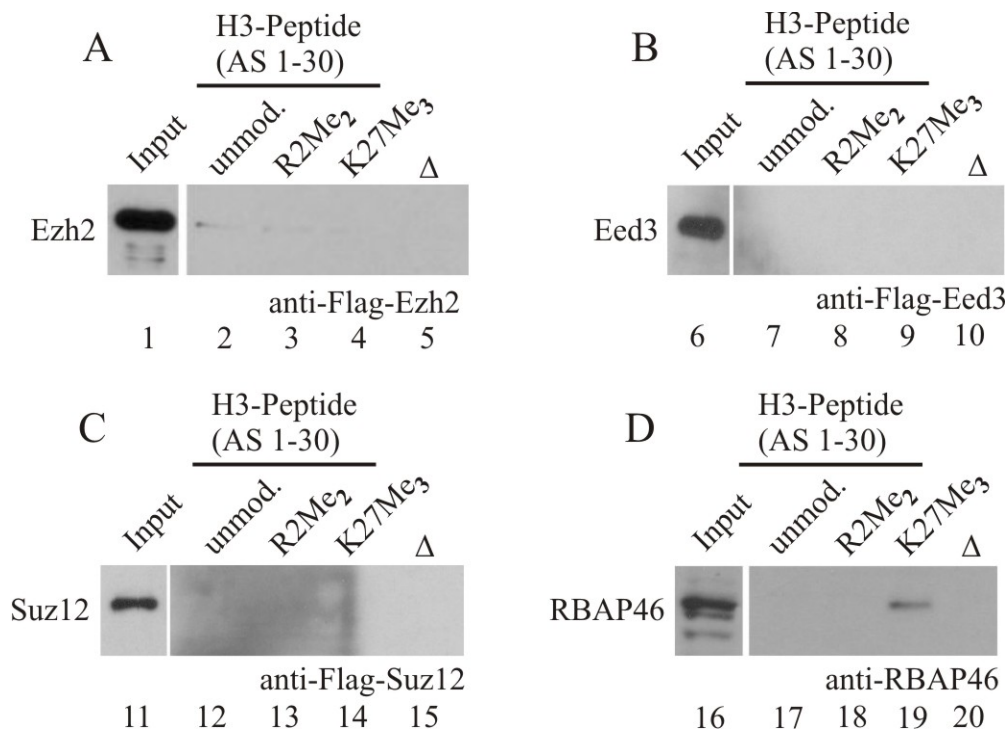 A
H3-Peptide
(AS 1-30)
Input unmod. R2Me₂ K27Me₃ Δ
Ezh2
anti-Flag-Ezh2
1 2 3 4 5
B
H3-Peptide
(AS 1-30)
Input unmod. R2Me₂ K27Me₃ Δ
Eed3
anti-Flag-Eed3
6 7 8 9 10
C
H3-Peptide
(AS 1-30)
Input unmod. R2Me₂ K27Me₃ Δ
Suz12
anti-Flag-Suz12
11 12 13 14 15
D
H3-Peptide
(AS 1-30)
Input unmod. R2Me₂ K27Me₃ Δ
RBAP46
anti-RBAP46
16 17 18 19 20